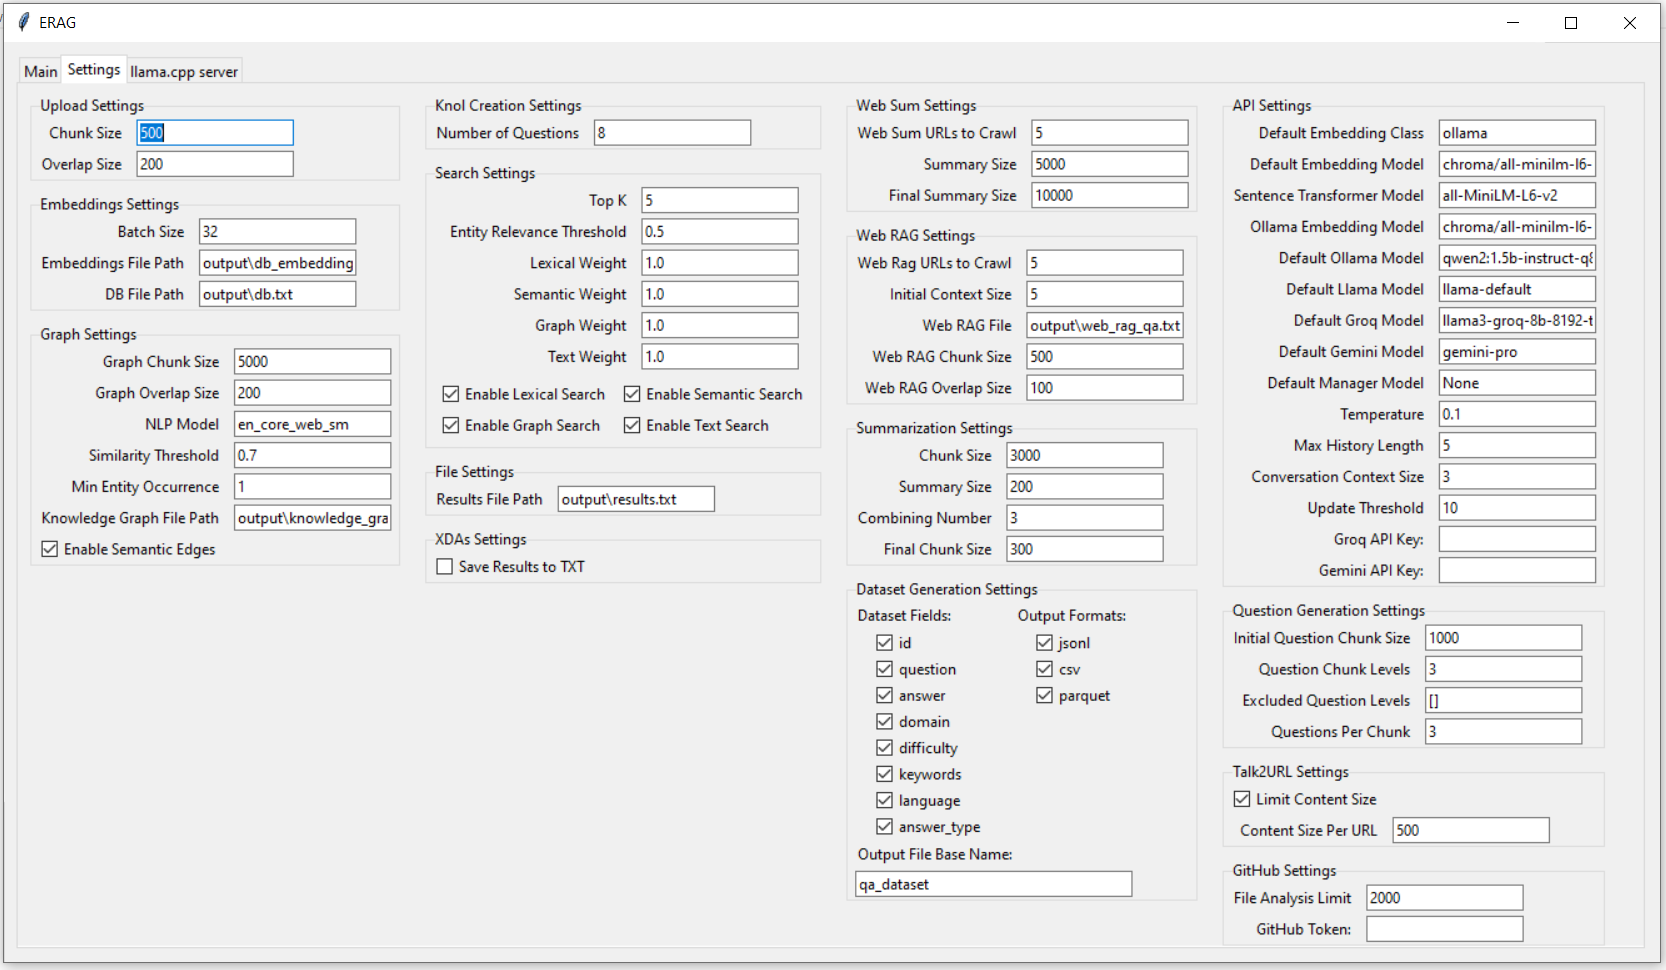 ERAG
Main Settings llama.cpp server
Upload Settings
Chunk Size 500
Overlap Size 200
Embeddings Settings
Batch Size 32
Embeddings File Path output\db_embedding
DB File Path output\db.txt
Graph Settings
Graph Chunk Size 5000
Graph Overlap Size 200
NLP Model en_core_web_sm
Similarity Threshold 0.7
Min Entity Occurrence 1
Knowledge Graph File Path output\knowledge_gra
Enable Semantic Edges
Knol Creation Settings
Number of Questions 8
Search Settings
Top K 5
Entity Relevance Threshold 0.5
Lexical Weight 1.0
Semantic Weight 1.0
Graph Weight 1.0
Text Weight 1.0
Enable Lexical Search Enable Semantic Search
Enable Graph Search Enable Text Search
File Settings
Results File Path output\results.txt
XDAs Settings
Save Results to TXT
Web Sum Settings
Web Sum URLs to Crawl 5
Summary Size 5000
Final Summary Size 10000
Web RAG Settings
Web Rag URLs to Crawl 5
Initial Context Size 5
Web RAG File output\web_rag_qa.txt
Web RAG Chunk Size 500
Web RAG Overlap Size 100
Summarization Settings
Chunk Size 3000
Summary Size 200
Combining Number 3
Final Chunk Size 300
Dataset Generation Settings
Dataset Fields: Output Formats:
id jsonl
question csv
answer parquet
domain
difficulty
keywords
language
answer_type
Output File Base Name:
qa_dataset
API Settings
Default Embedding Class ollama
Default Embedding Model chroma/all-minilm-l6-
Sentence Transformer Model all-MiniLM-L6-v2
Ollama Embedding Model chroma/all-minilm-l6-
Default Ollama Model qwen2:1.5b-instruct-q8
Default Llama Model llama-default
Default Groq Model llama3-groq-8b-8192-t
Default Gemini Model gemini-pro
Default Manager Model None
Temperature 0.1
Max History Length 5
Conversation Context Size 3
Update Threshold 10
Groq API Key:
Gemini API Key:
Question Generation Settings
Initial Question Chunk Size 1000
Question Chunk Levels 3
Excluded Question Levels []
Questions Per Chunk 3
Talk2URL Settings
Limit Content Size
Content Size Per URL 500
GitHub Settings
File Analysis Limit 2000
GitHub Token: